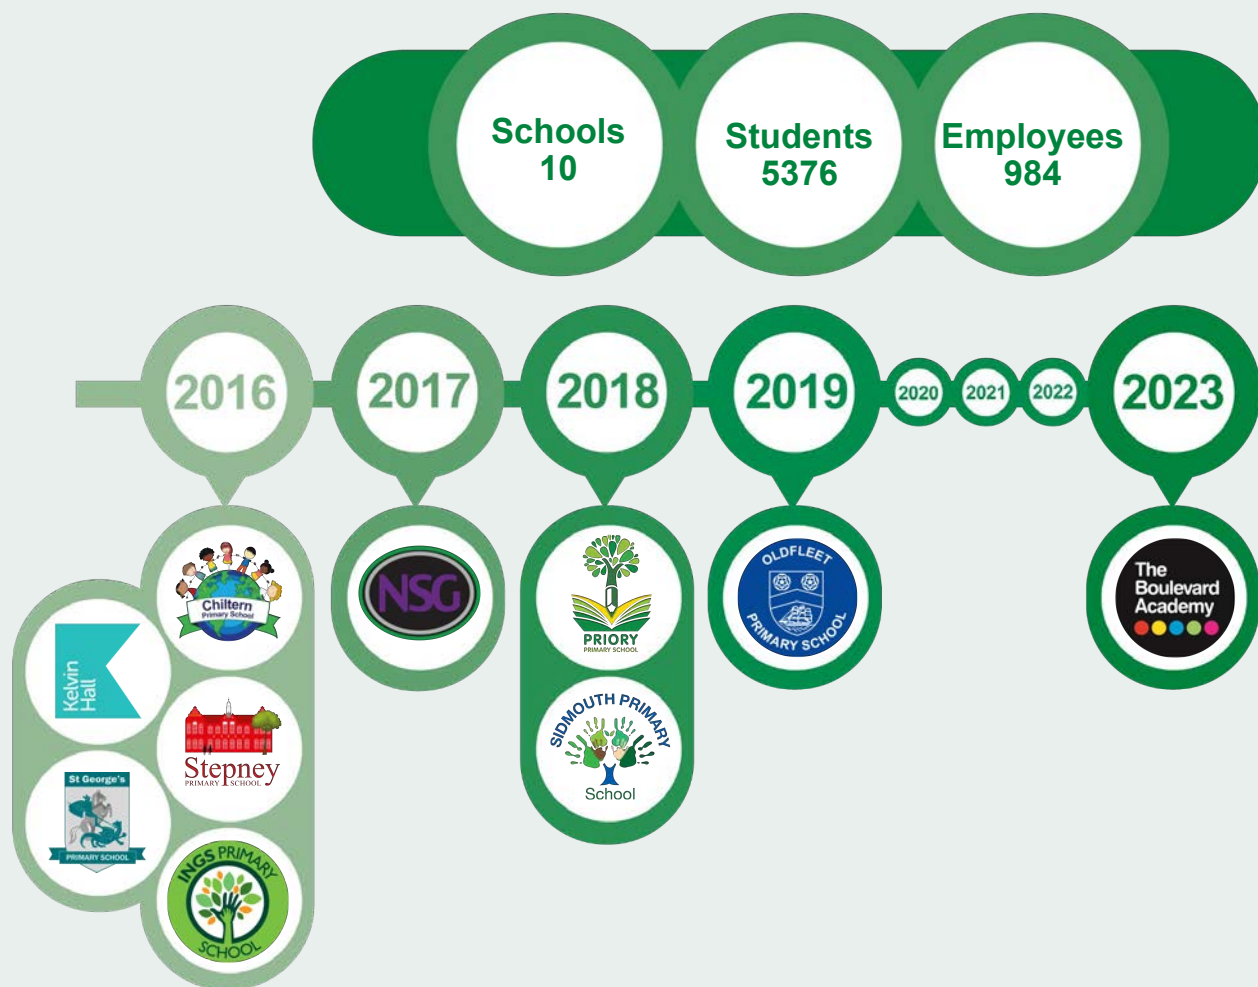 Schools
10
Students
5376
Employees
984
2016
2017
2018
2019
2020
2021
2022
2023
Chiltern
Primary School
Kelvin
Hall
Stepney
PRIMARY SCHOOL
St George's
PRIMARY SCHOOL
INGS PRIMARY
SCHOOL
NSG
PRIORY
PRIMARY SCHOOL
SIDMOUTH PRIMARY
School
OLDFLEET
PRIMARY SCHOOL
The
Boulevard
Academy